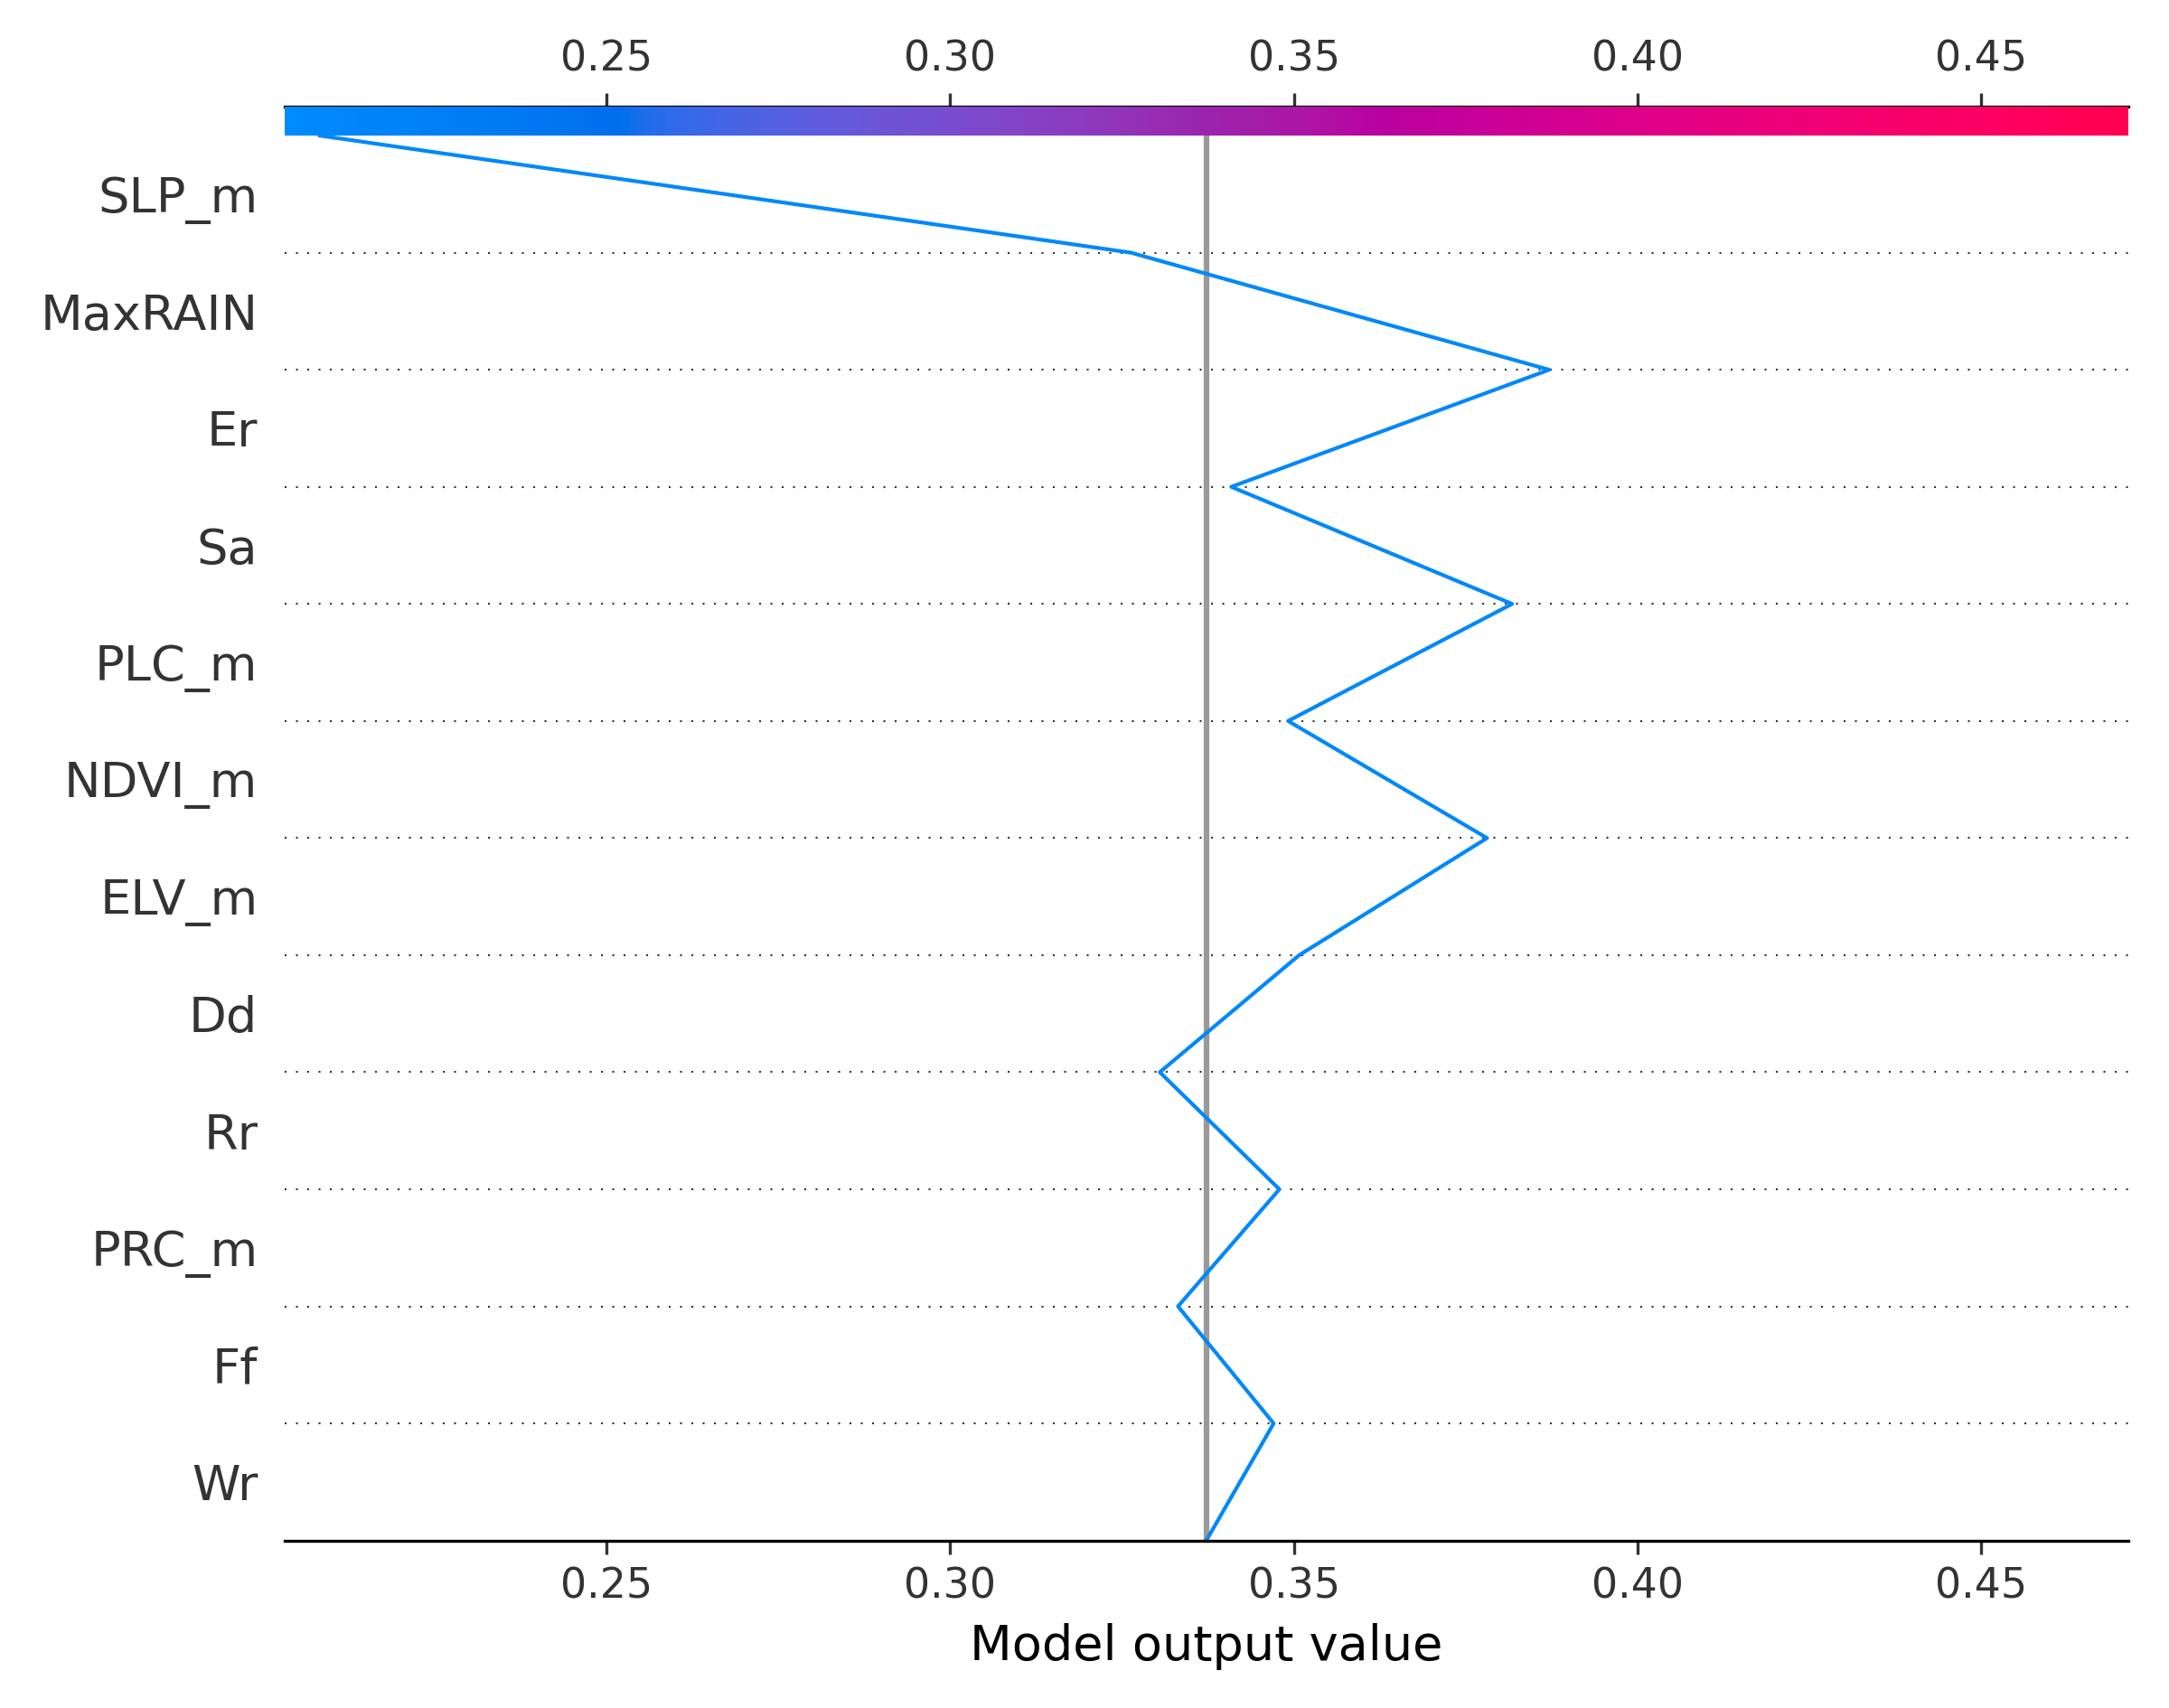 0.25 0.30 0.35 0.40 0.45
SLP_m
MaxRAIN
Er
Sa
PLC_m
NDVI_m
ELV_m
Dd
Rr
PRC_m
Ff
Wr
0.25 0.30 0.35 0.40 0.45
Model output value